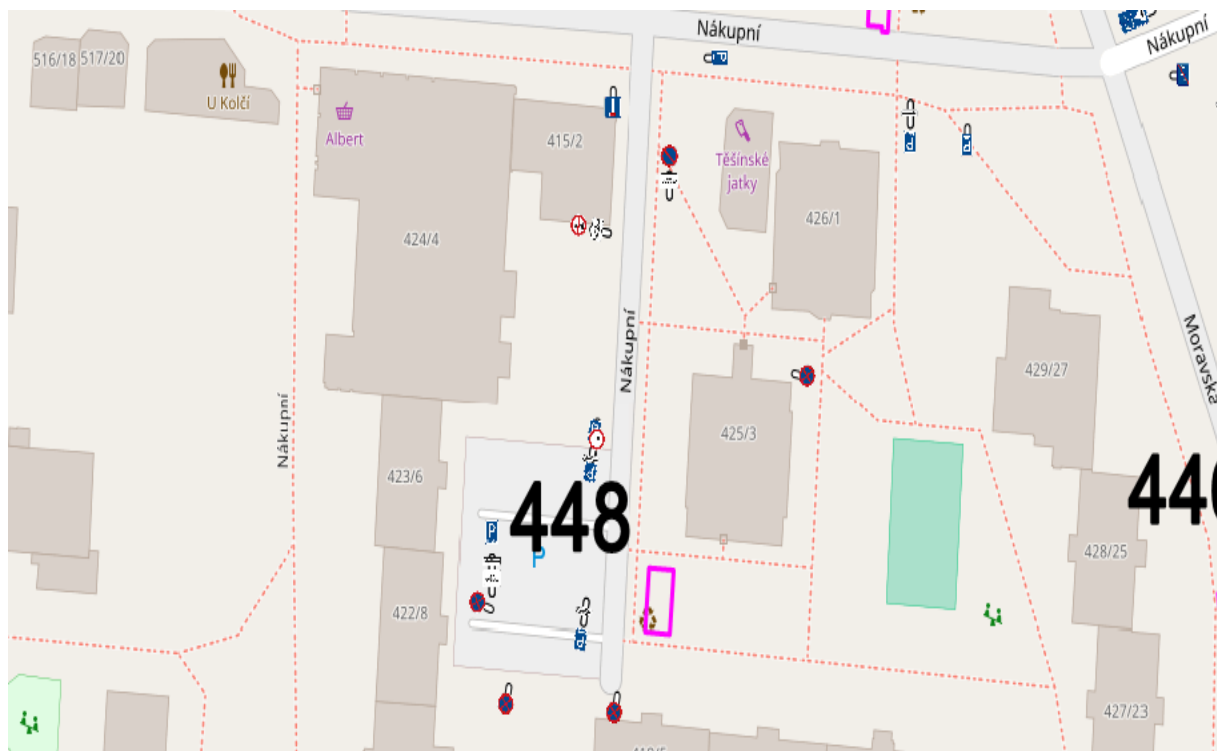 Nákupní
Nákupní
516/18
517/20
U Kolčí
Albert
415/2
Těšínské
jatky
426/1
424/4
Nákupní
Moravská
429/27
Nákupní
425/3
423/6
448
P
428/25
422/8
427/23